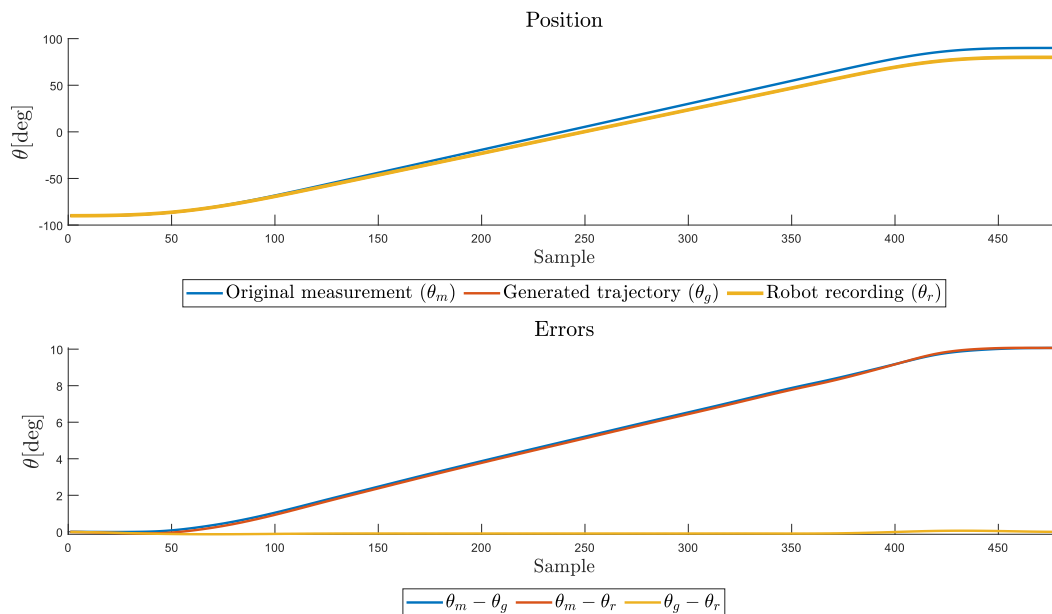 Position
100
50
0
-50
-100
θ[deg]
0 50 100 150 200 250 300 350 400 450
Sample
Original measurement (θm) Generated trajectory (θg) Robot recording (θr)
Errors
10
8
6
4
2
0
θ[deg]
0 50 100 150 200 250 300 350 400 450
Sample
θm − θg θm − θr θg − θr